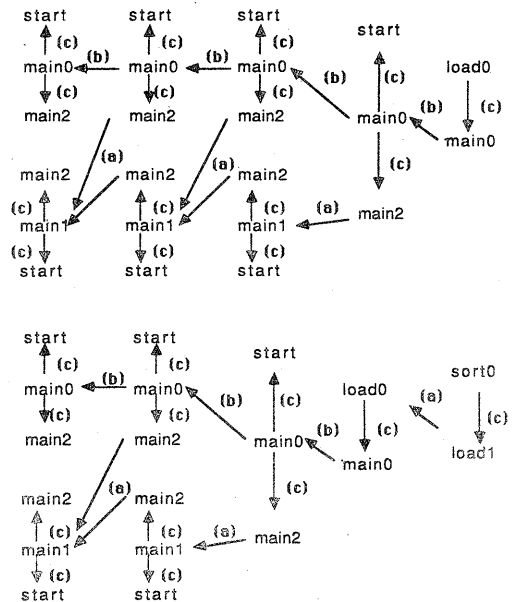 start start start
(c) (c) (c) start
main0 (b) main0 (b) main0 (b) load0
(c) (c) (c) (c) (b) (c)
main2 main2 main2 main0 main0
(a) (a) (c)
main2 main2 main2
(c) (c) (c) (a) main2
main1 main1 main1
(c) (c) (c)
start start start
start start start
(c) (c) sort0
main0 (b) main0 (b) (c) load0 (a)
(c) (c) (b) (c) (c)
main2 main2 main0 main0 load1
(a) (c)
main2 main2
(c) (c) (a) main2
main1 main1
(c) (c)
start start